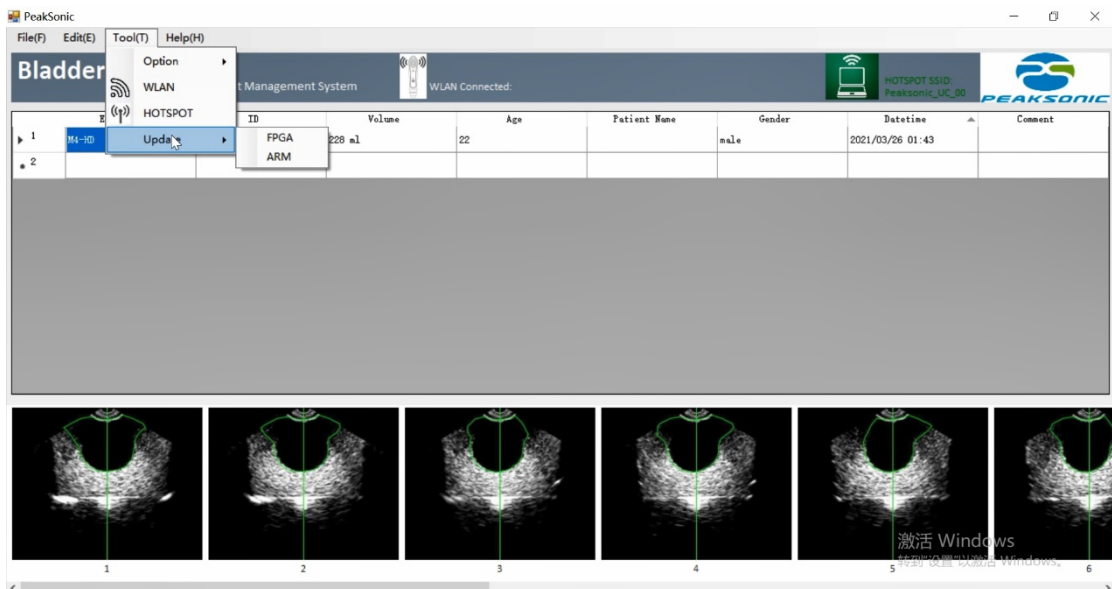 PeakSonic
File(F) Edit(E) Tool(T) Help(H)
Option
WLAN
HOTSPOT
Update
FPGA
ARM
Bladder
t Management System
WLAN Connected:
HOTSPOT SSID:
Peaksonic_UC_00
PEAKSONIC
E ID Volume Age Patient Name Gender Datetime Comment
1 M4-HD 228 ml 22 male 2021/03/26 01:43
2
1 2 3 4 5 6
激活 Windows
转到"设置"以激活 Windows。